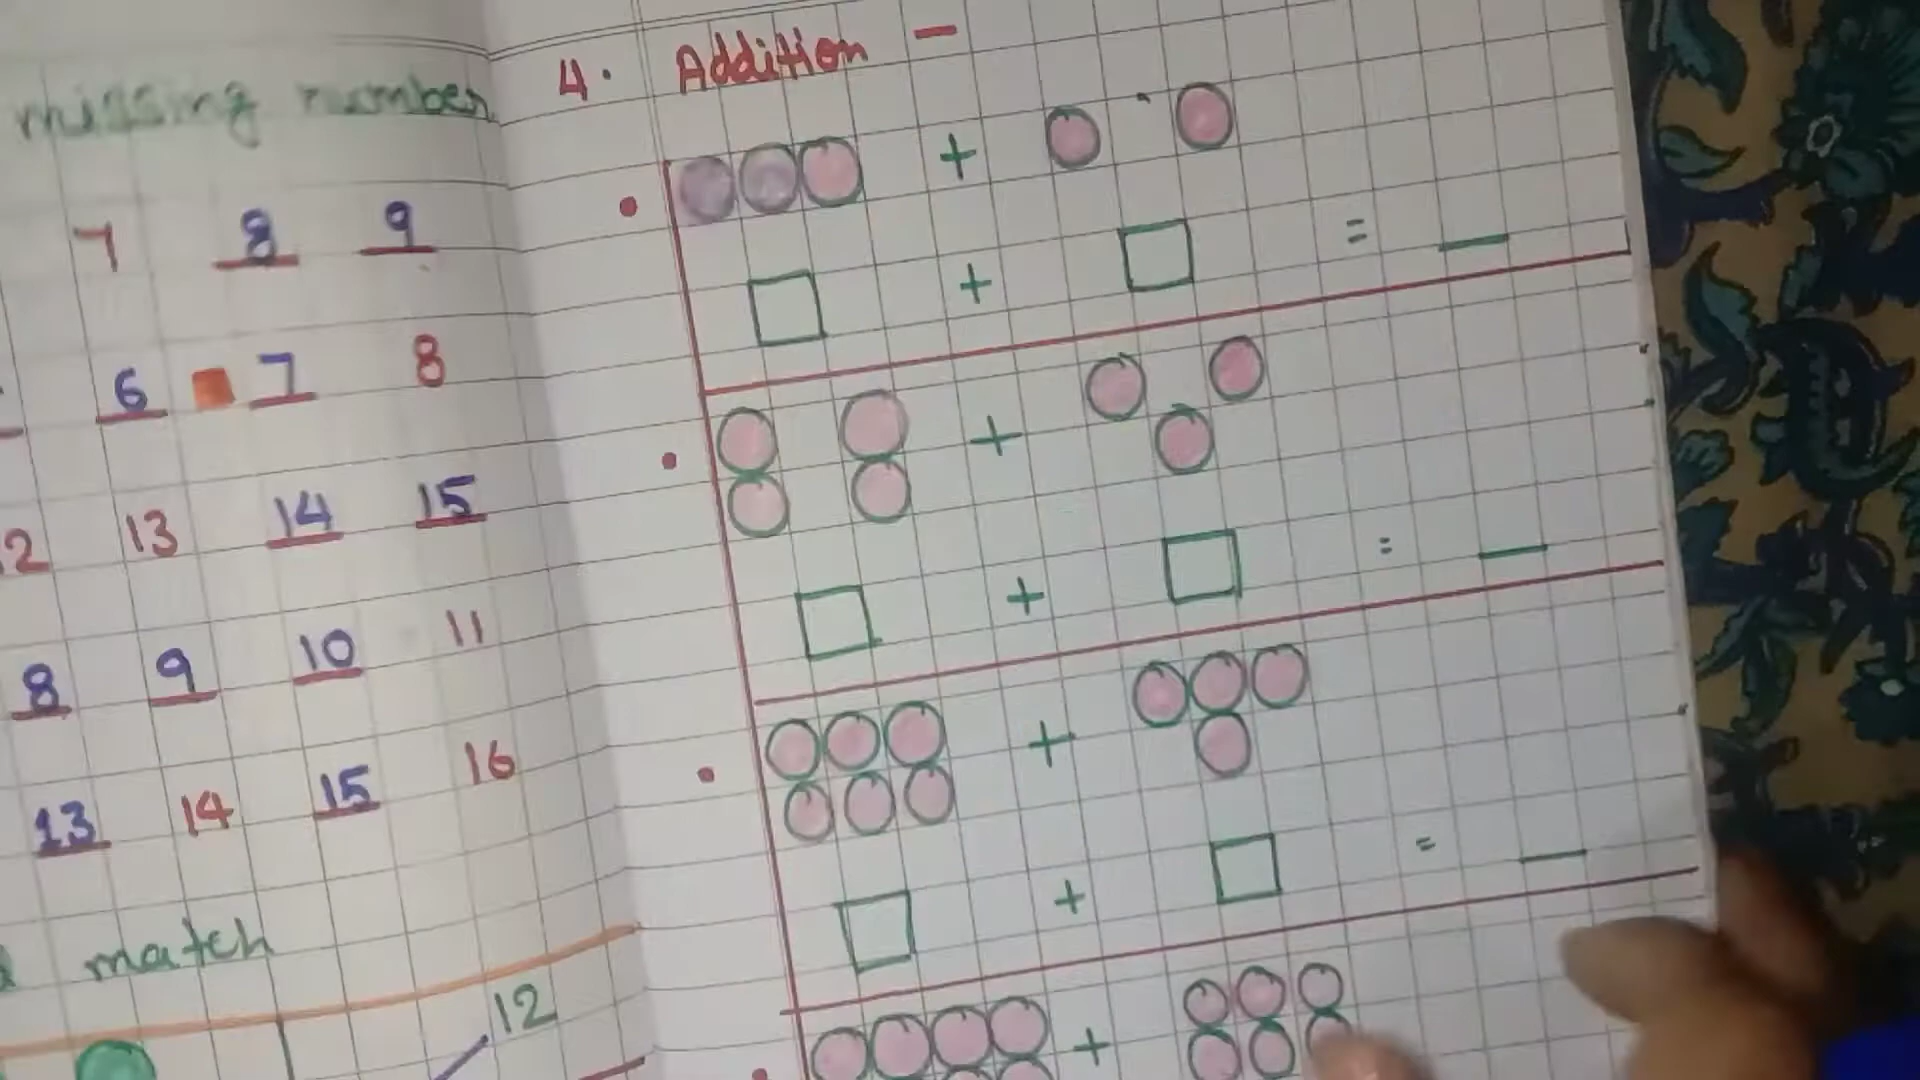 missing number
7 8 9
6 7 8
13 14 15
8 9 10 11
13 14 15 16
match
12
4. Addition -
+
+ =
+
+ =
+
+ =
+